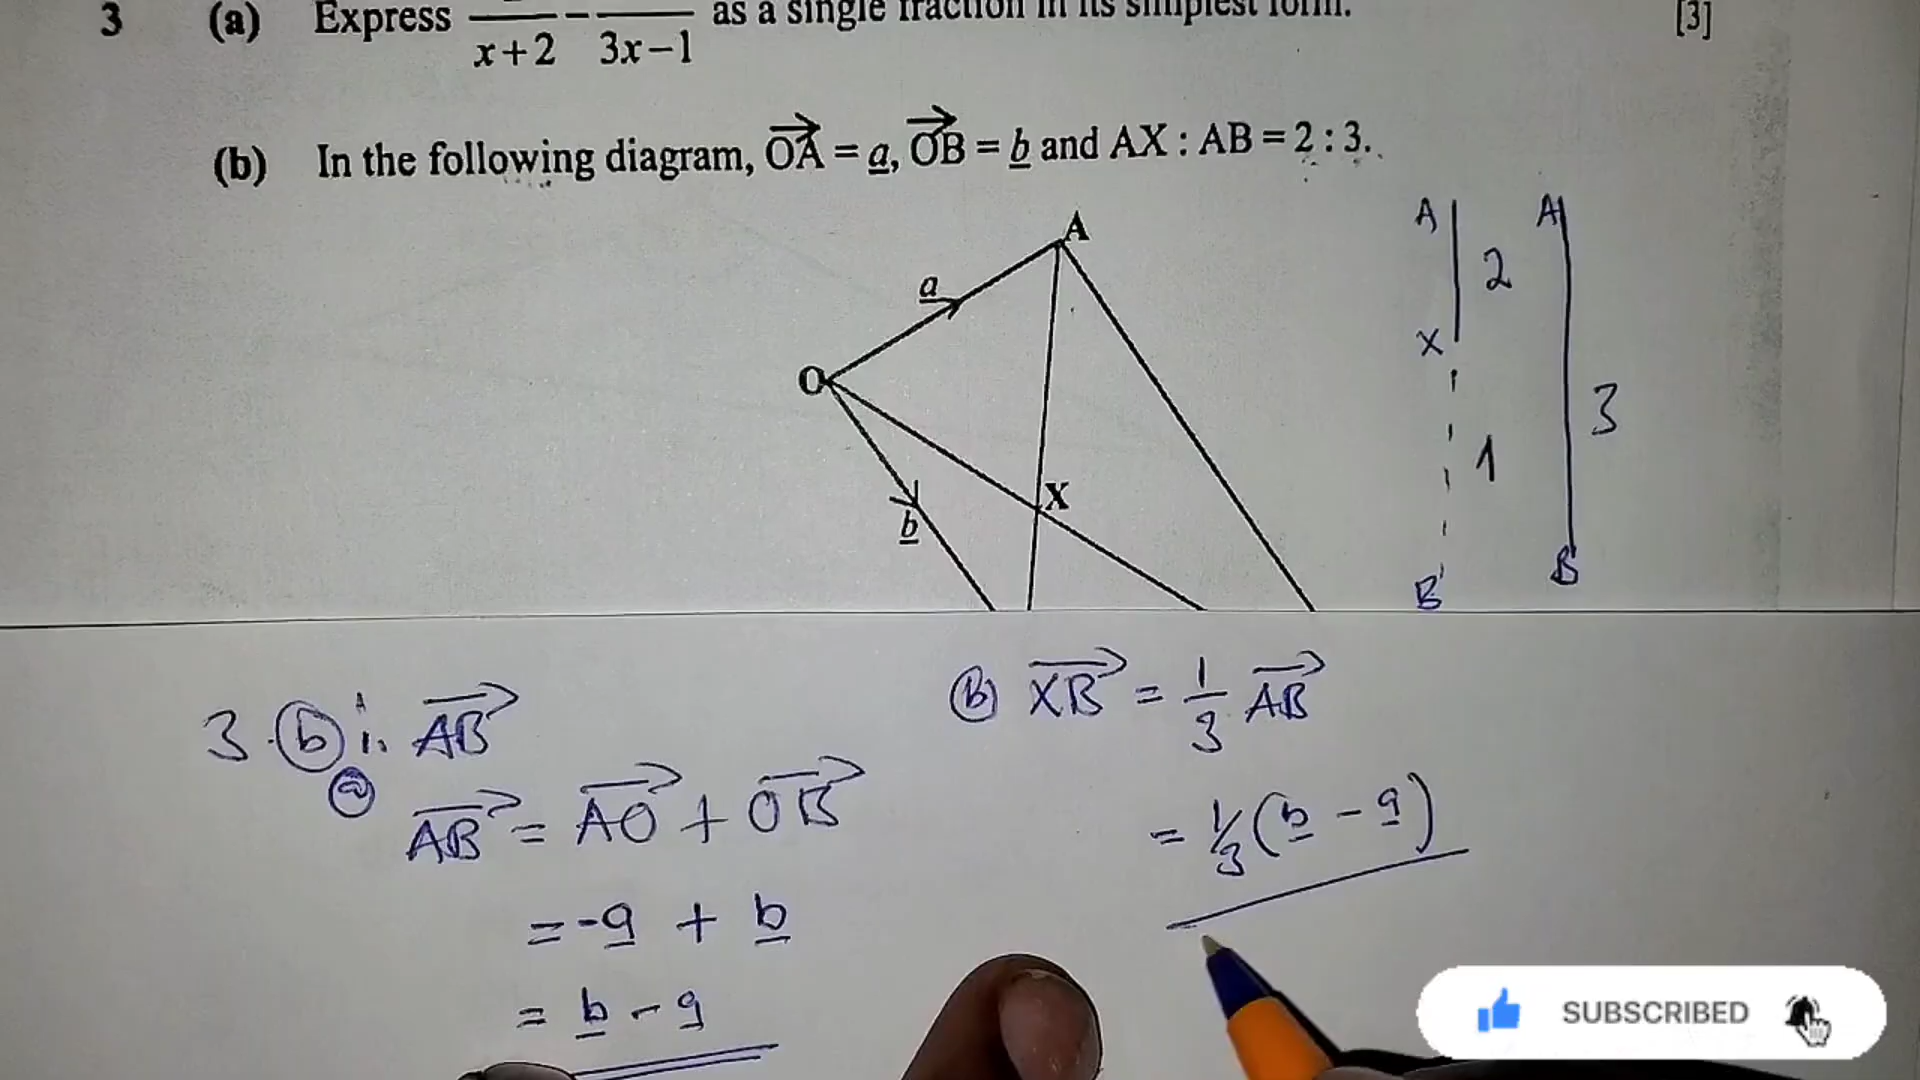 3 (a) Express x+2 − 3x−1 as a single fraction in its simplest form. [3]
(b) In the following diagram, OA = a, OB = b and AX : AB = 2 : 3.
A
a
O
X
b
A A
2
X
3
1
B B
3. (b) i. AB
(a) AB = AO + OB
= -a + b
= b - a
(b) XB = 1/3 AB
= 1/3 (b - a)
SUBSCRIBED